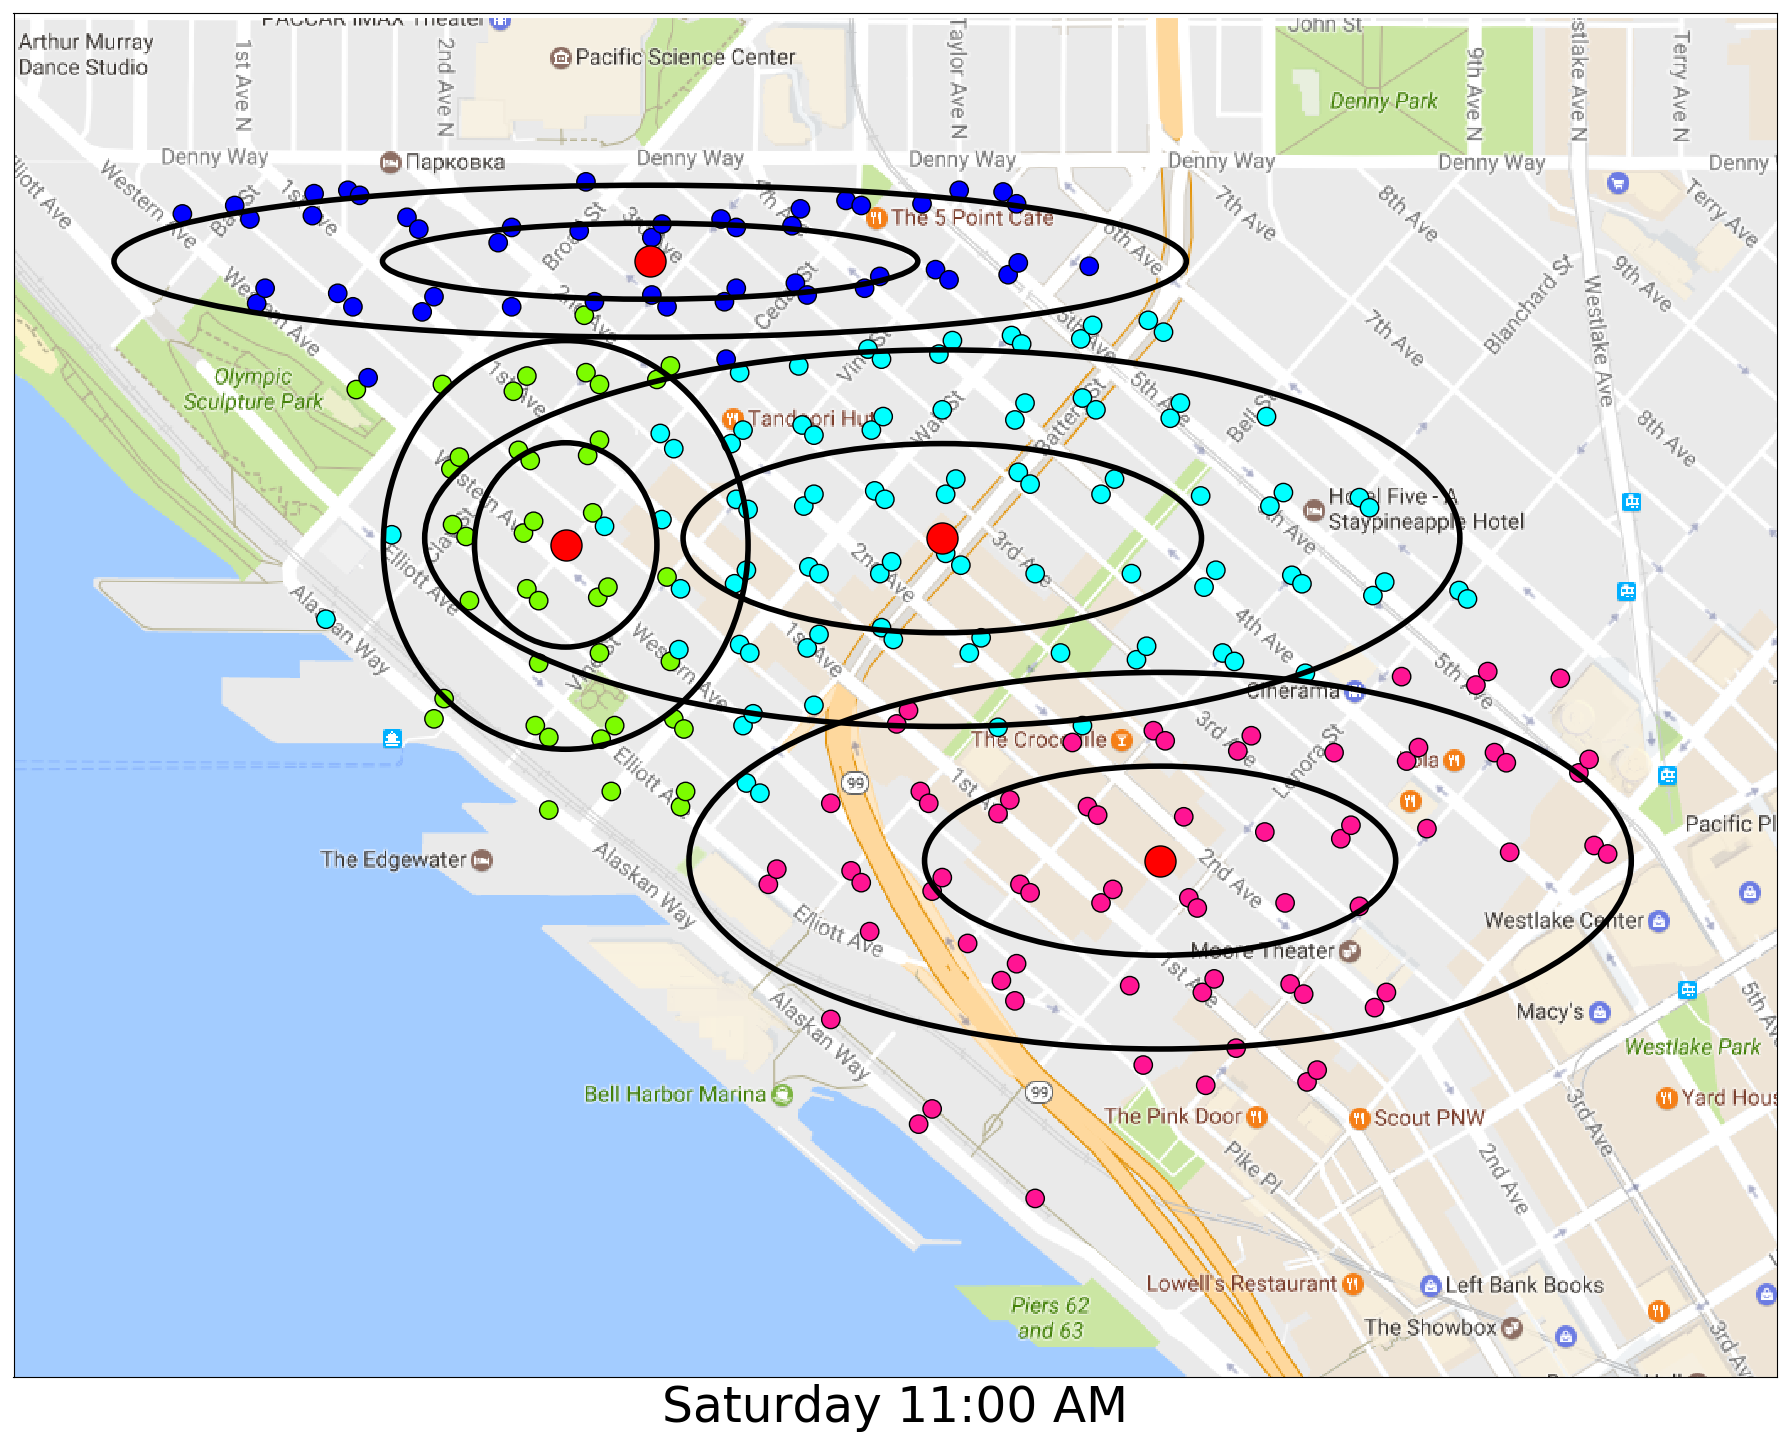 PACCAR IMAX Theater
John St
Arthur Murray
Dance Studio
1st Ave N
2nd Ave N
Pacific Science Center
Taylor Ave N
Denny Park
9th Ave N
Westlake Ave N
Terry Ave N
Denny Way
Парковка
Denny Way
Denny Way
Denny Way
Denny Way
Denny
Elliott Ave
Western Ave
1st Ave
3rd Ave
4th Ave
The 5 Point Cafe
6th Ave
7th Ave
8th Ave
Terry Ave
Broad St
Western Ave
2nd Ave
Cedar St
5th Ave
Blanchard St
9th Ave
7th Ave
Westlake Ave
Olympic
Sculpture Park
1st Ave
Vine St
Tandoori Hut
Wall St
Battery St
5th Ave
Bell St
8th Ave
Western Ave
Elliott Ave
Hotel Five - A
Staypineapple Hotel
4th Ave
2nd Ave
3rd Ave
Alaskan Way
Western Ave
1st Ave
4th Ave
5th Ave
Cinerama
The Crocodile
3rd Ave
Lenora St
Lola
Elliott Ave
1st Ave
Pacific Pl
The Edgewater
Alaskan Way
99
2nd Ave
Elliott Ave
Westlake Center
Moore Theater
1st Ave
Macy's
5th Ave
Westlake Park
Alaskan Way
Bell Harbor Marina
99
The Pink Door
Scout PNW
Yard Hous
3rd Ave
Pike Pl
2nd Ave
Lowell's Restaurant
Left Bank Books
Piers 62
and 63
The Showbox
3rd Ave
Saturday 11:00 AM